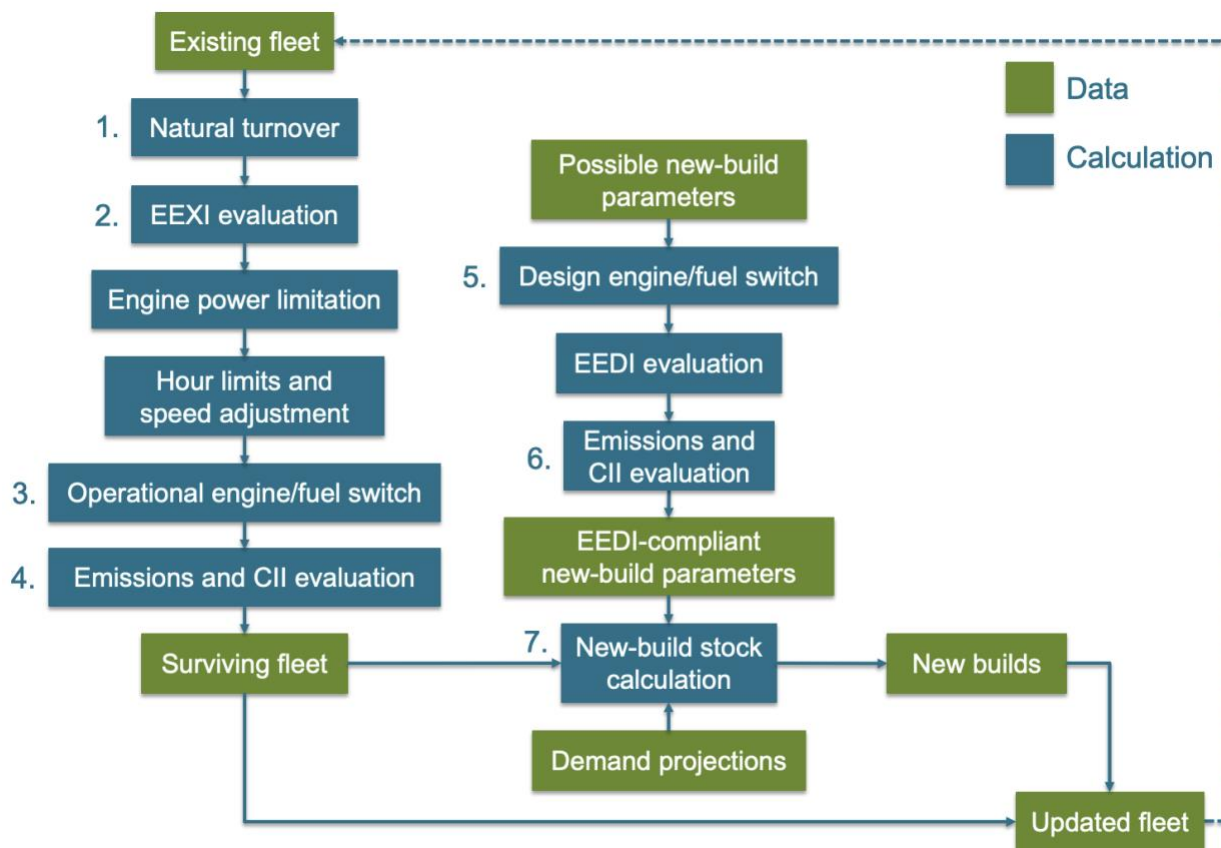 Existing fleet
1. Natural turnover
2. EEXI evaluation
Engine power limitation
Hour limits and
speed adjustment
3. Operational engine/fuel switch
4. Emissions and CII evaluation
Surviving fleet
Possible new-build
parameters
5. Design engine/fuel switch
EEDI evaluation
6. Emissions and
CII evaluation
EEDI-compliant
new-build parameters
7. New-build stock
calculation
Demand projections
New builds
Updated fleet
Data
Calculation